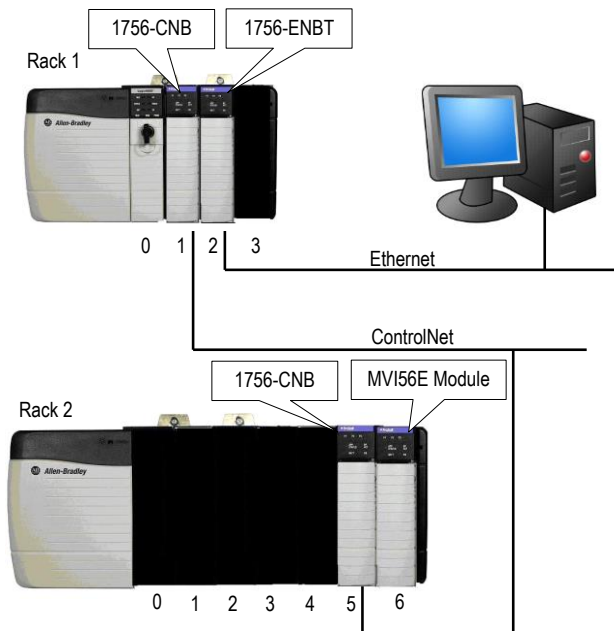 1756-CNB
1756-ENBT
Rack 1
Allen-Bradley
0 1 2 3
Ethernet
ControlNet
1756-CNB
MVI56E Module
Rack 2
Allen-Bradley
0 1 2 3 4 5 6